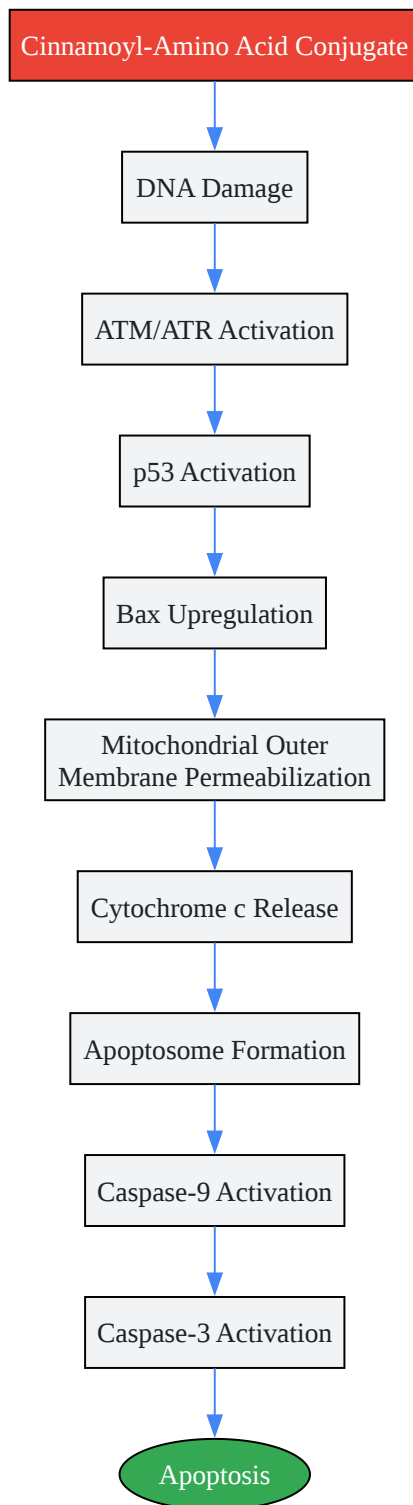 Cinnamoyl-Amino Acid Conjugate
DNA Damage
ATM/ATR Activation
p53 Activation
Bax Upregulation
Mitochondrial Outer
Membrane Permeabilization
Cytochrome c Release
Apoptosome Formation
Caspase-9 Activation
Caspase-3 Activation
Apoptosis